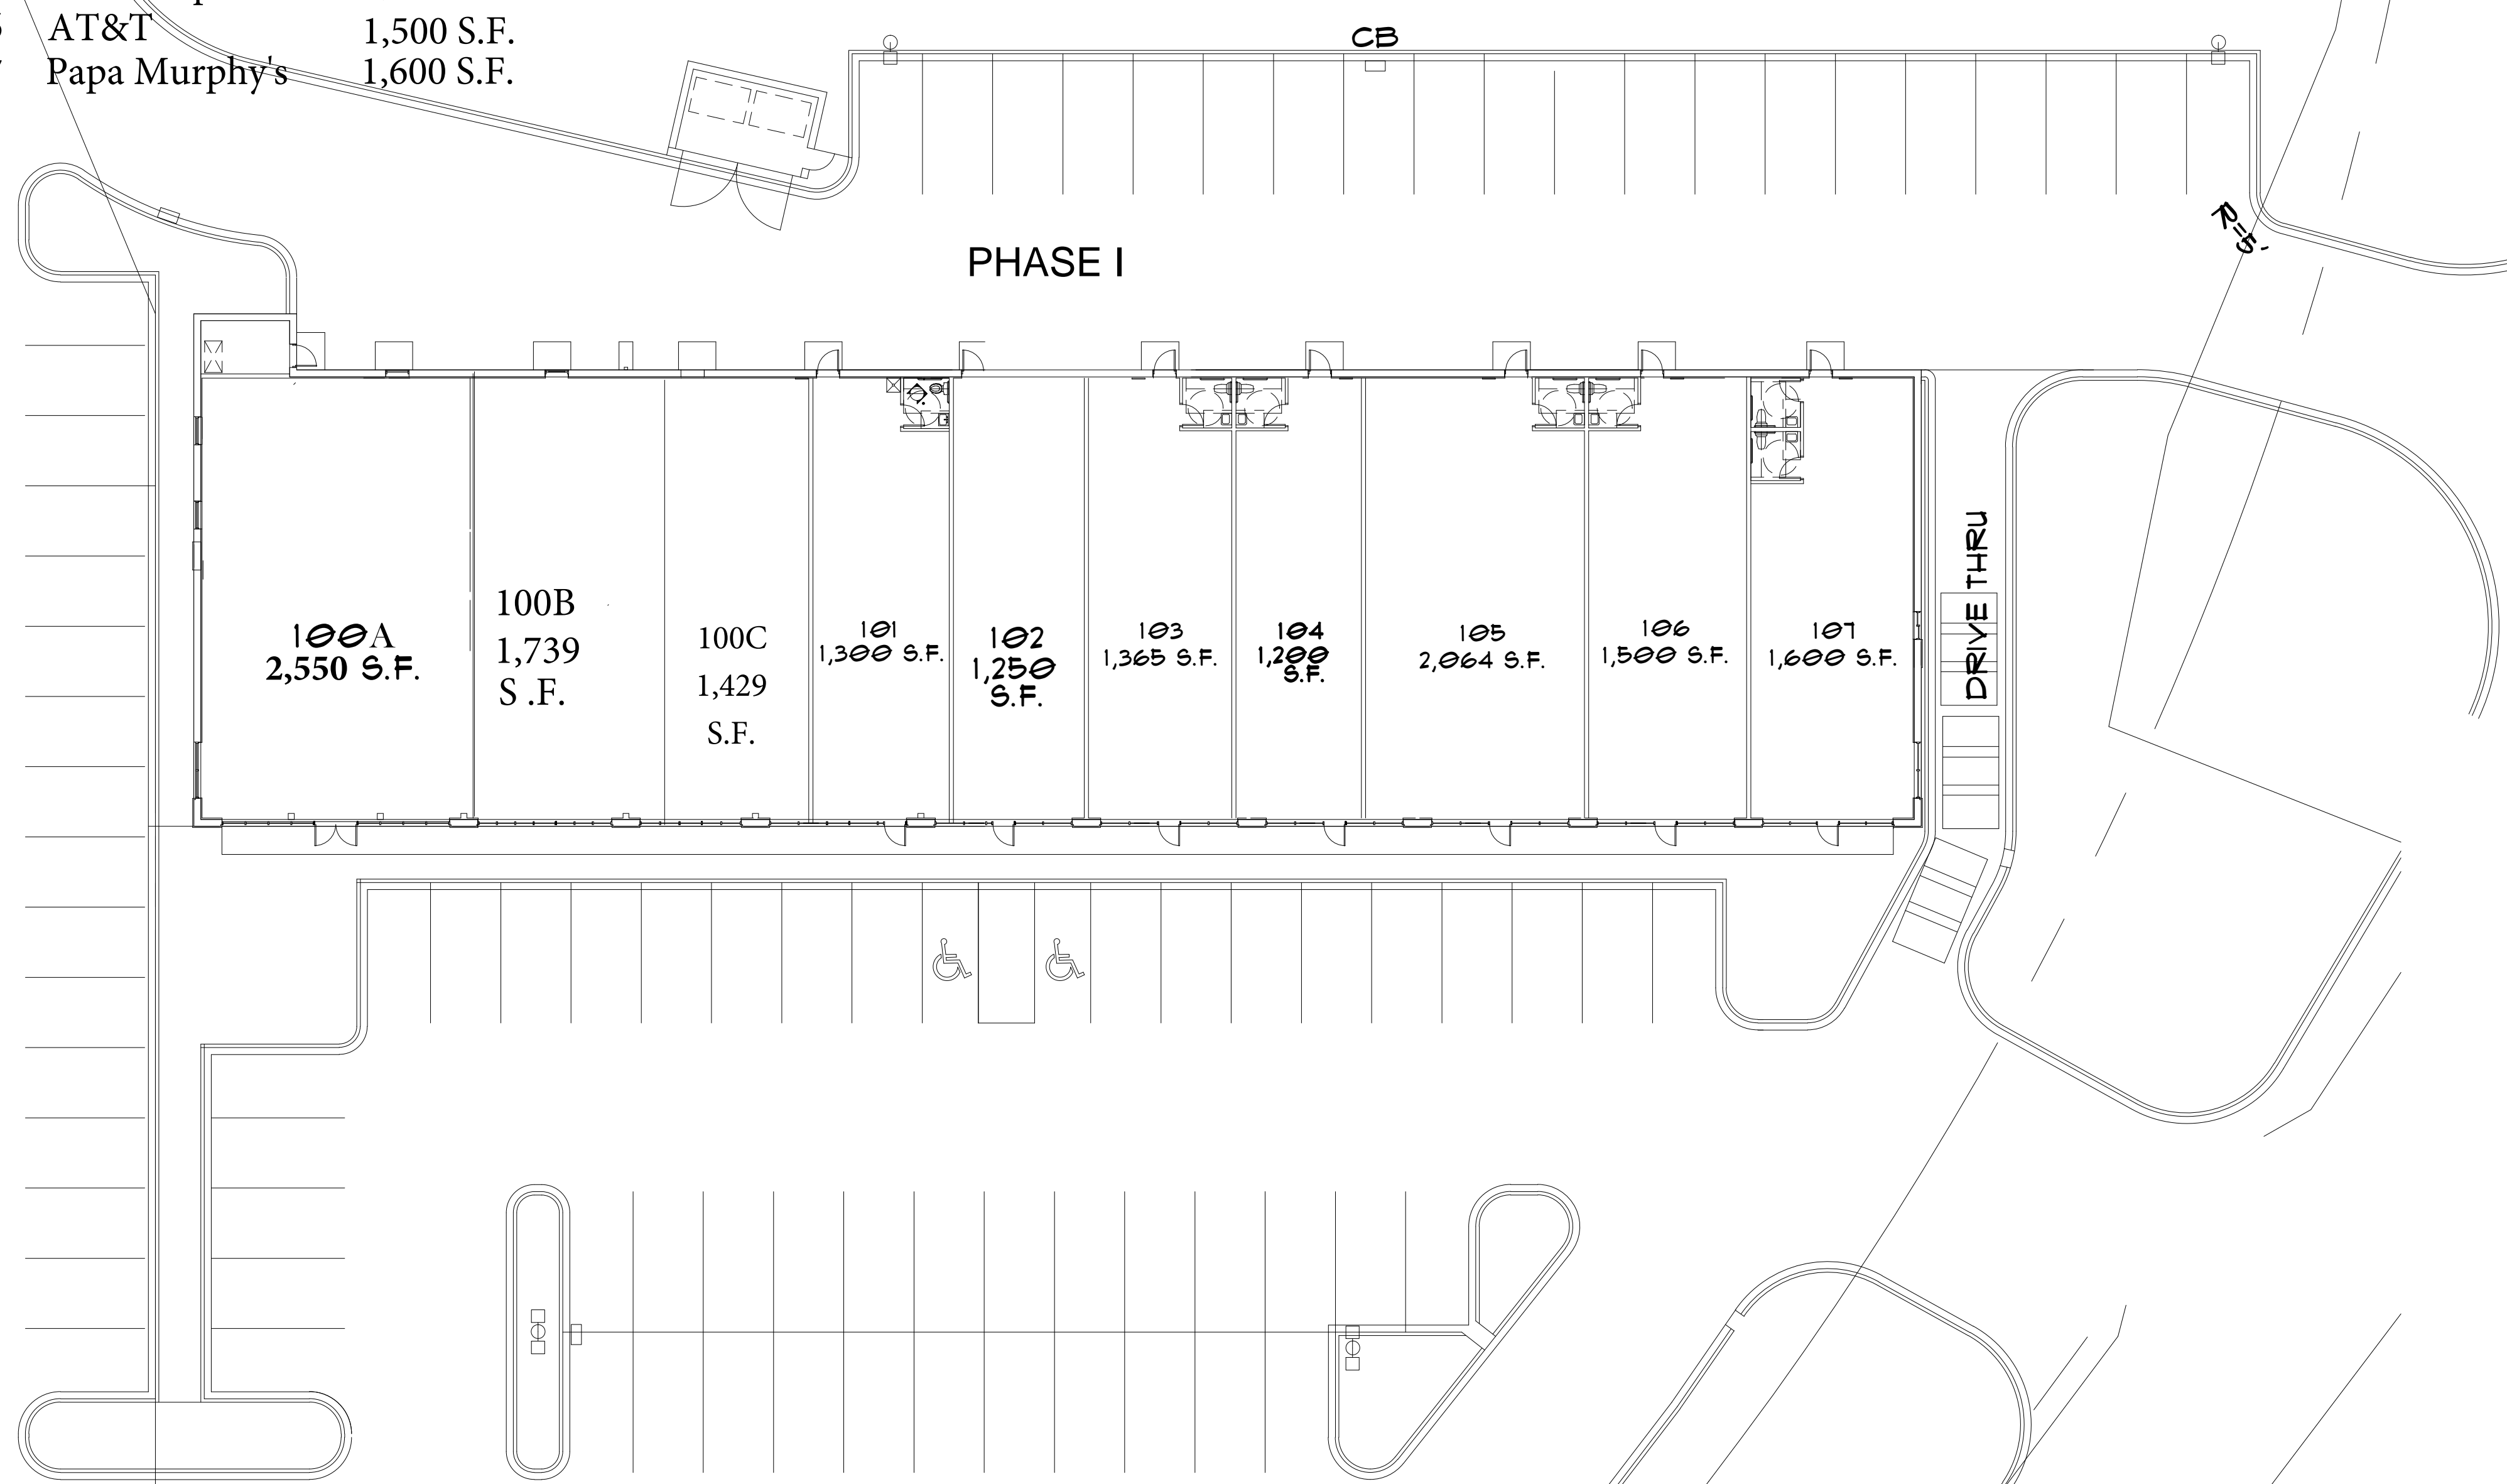 AT&T 1,500 S.F.
Papa Murphy's 1,600 S.F.
CB
R=5'
PHASE I
DRIVE THRU
100A
2,550 S.F.
100B
1,739
S .F.
100C
1,429
S.F.
101
1,300 S.F.
102
1,250
S.F.
103
1,365 S.F.
104
1,200
S.F.
105
2,064 S.F.
106
1,500 S.F.
107
1,600 S.F.